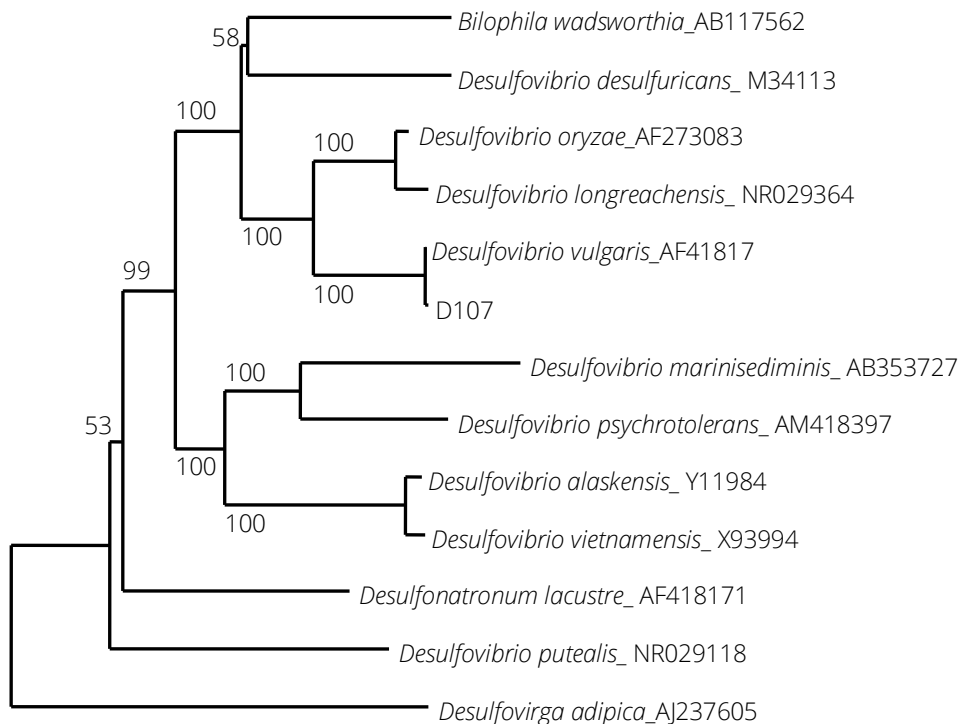 Bilophila wadsworthia_AB117562
58
Desulfovibrio desulfuricans_ M34113
100
Desulfovibrio oryzae_AF273083
100
Desulfovibrio longreachensis_ NR029364
100
Desulfovibrio vulgaris_AF41817
99
100
D107
Desulfovibrio marinisediminis_ AB353727
100
Desulfovibrio psychrotolerans_ AM418397
53
100
Desulfovibrio alaskensis_ Y11984
100
Desulfovibrio vietnamensis_ X93994
Desulfonatronum lacustre_ AF418171
Desulfovibrio putealis_ NR029118
Desulfovirga adipica_AJ237605